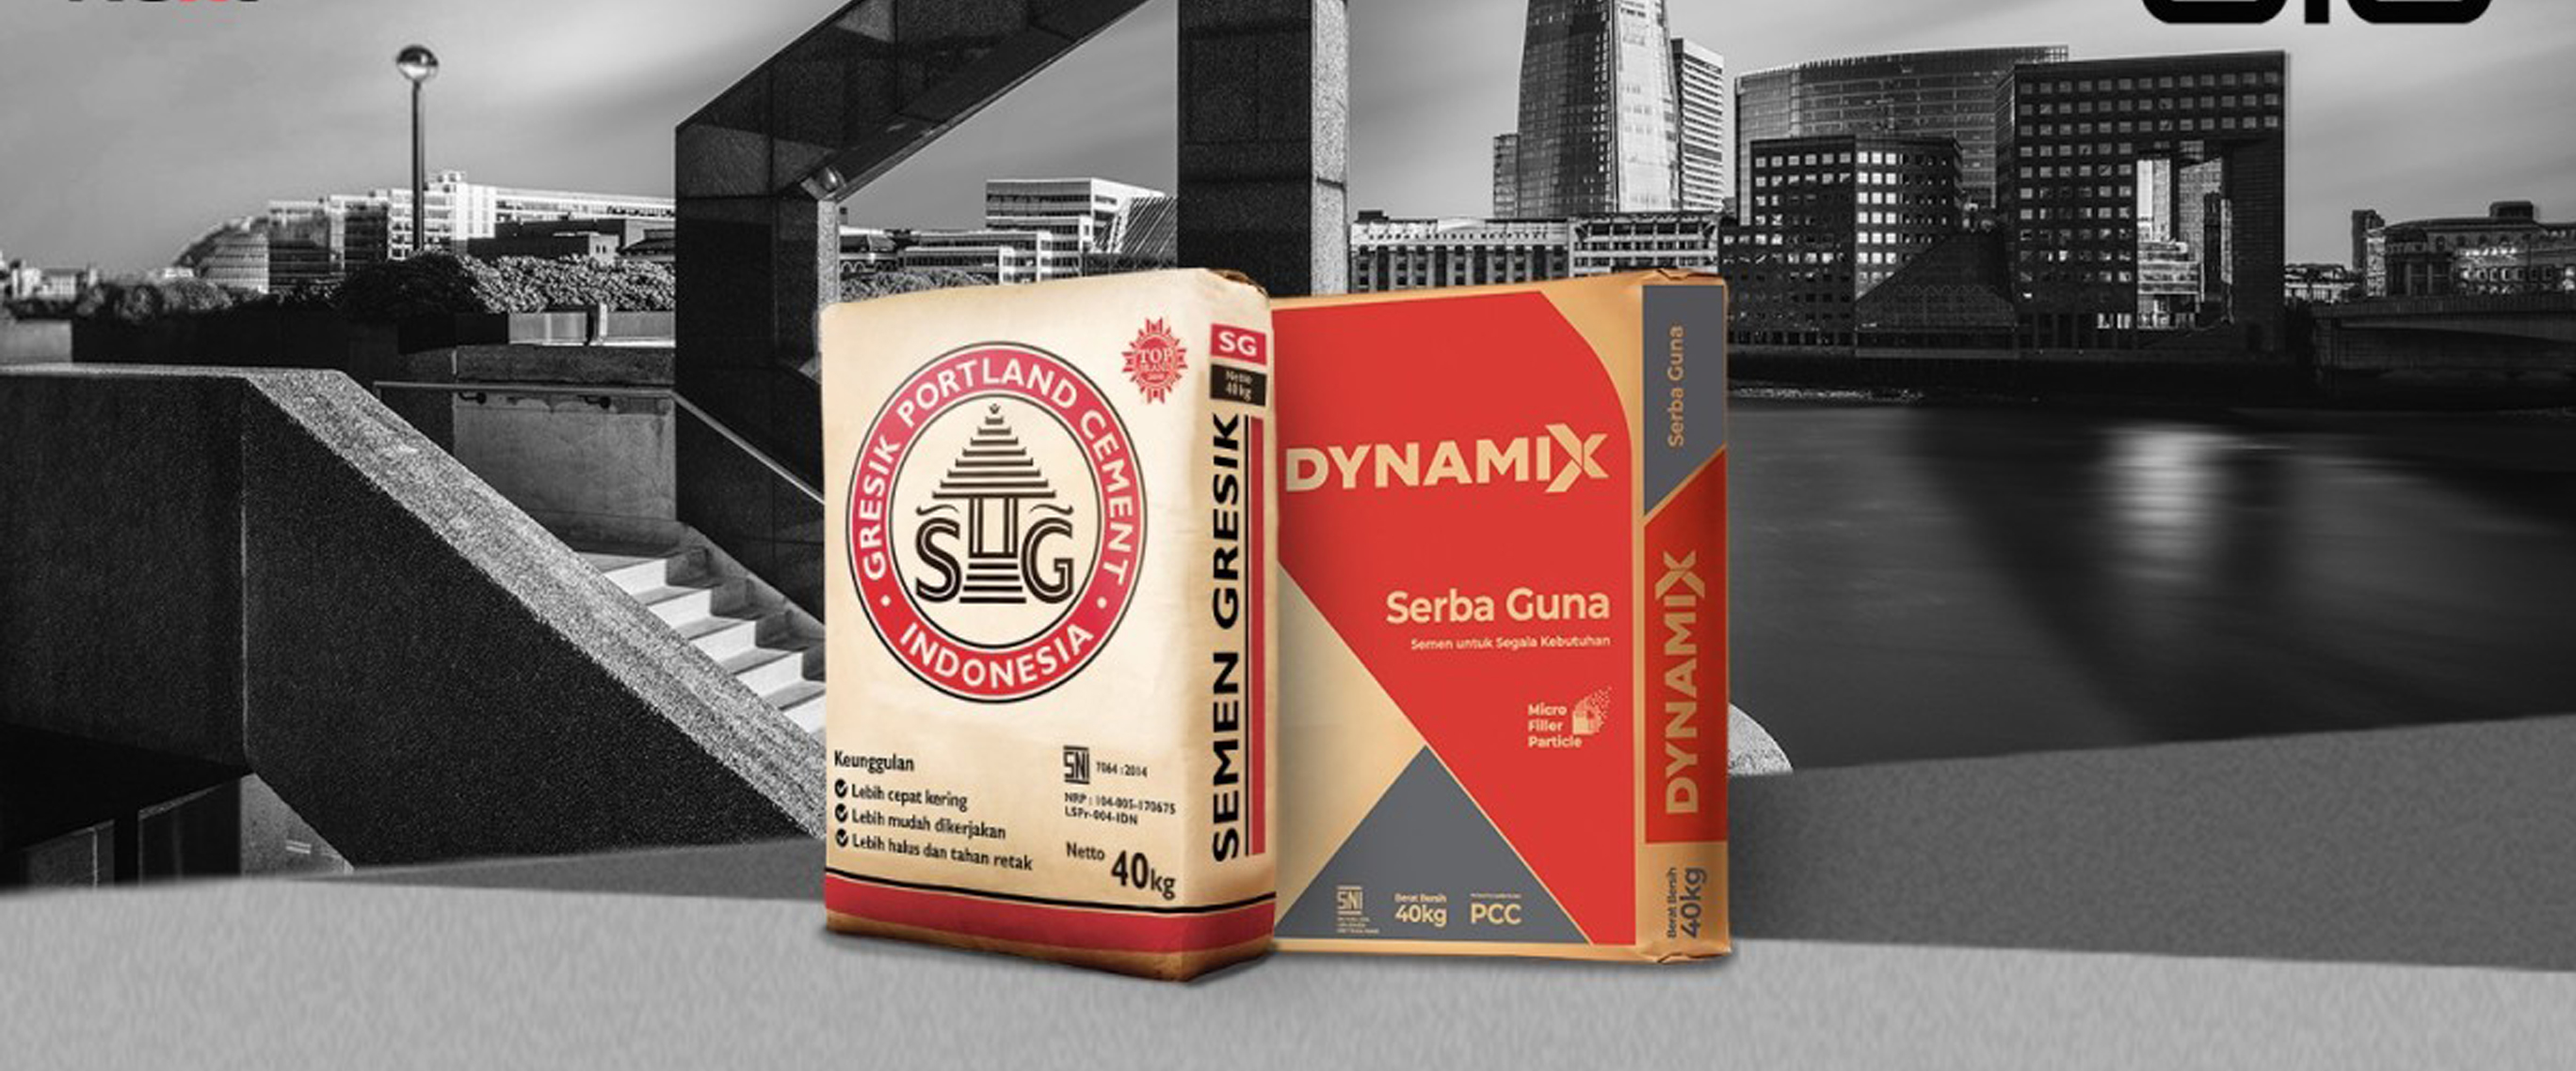 GRESIK PORTLAND CEMENT
INDONESIA
SG
TOP
BRAND
SG
Netto
40 kg
SEMEN GRESIK
Keunggulan
Lebih cepat kering
Lebih mudah dikerjakan
Lebih halus dan tahan retak
SNI 7064 : 2014
NRP : 104-005-170675
LSPr-004-IDN
Netto 40kg
DYNAMIX
Serba Guna
Semen untuk Segala Kebutuhan
Micro
Filler
Particle
SNI
Berat Bersih
40kg
PCC
Serba Guna
DYNAMIX
Berat Bersih
40kg